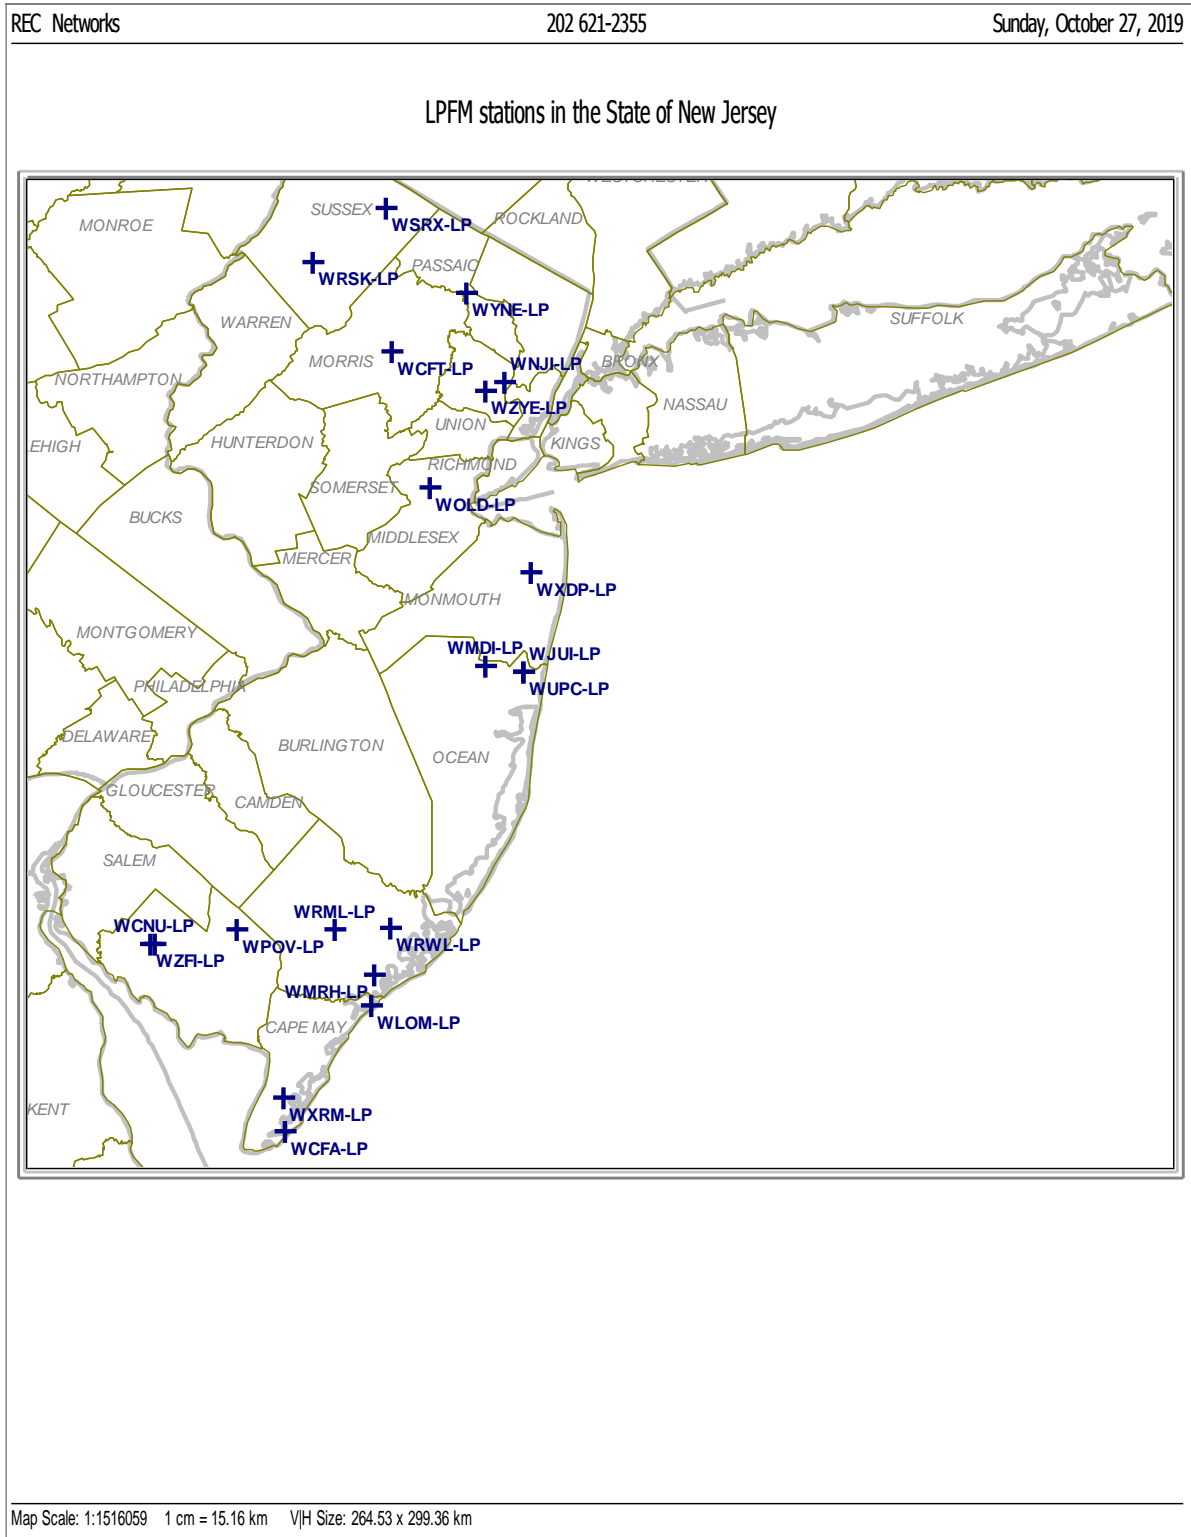 REC Networks 202 621-2355 Sunday, October 27, 2019
LPFM stations in the State of New Jersey
WESTCHESTER
SUSSEX
WSRX-LP
ROCKLAND
MONROE
PASSAIC
WRSK-LP
WYNE-LP
WARREN
SUFFOLK
MORRIS
WCFT-LP
WNJI-LP
BRONX
NORTHAMPTON
WZYE-LP
NASSAU
UNION
HUNTERDON
KINGS
EHIGH
RICHMOND
SOMERSET
WOLD-LP
BUCKS
MIDDLESEX
MERCER
WXDP-LP
MONMOUTH
MONTGOMERY
WMDI-LP
WJUI-LP
PHILADELPHIA
WUPC-LP
DELAWARE
BURLINGTON
OCEAN
GLOUCESTER
CAMDEN
SALEM
WRML-LP
WCNU-LP
WPOV-LP
WRWL-LP
WZFI-LP
WMRH-LP
WLOM-LP
CAPE MAY
KENT
WXRM-LP
WCFA-LP
Map Scale: 1:1516059 1 cm = 15.16 km V|H Size: 264.53 x 299.36 km